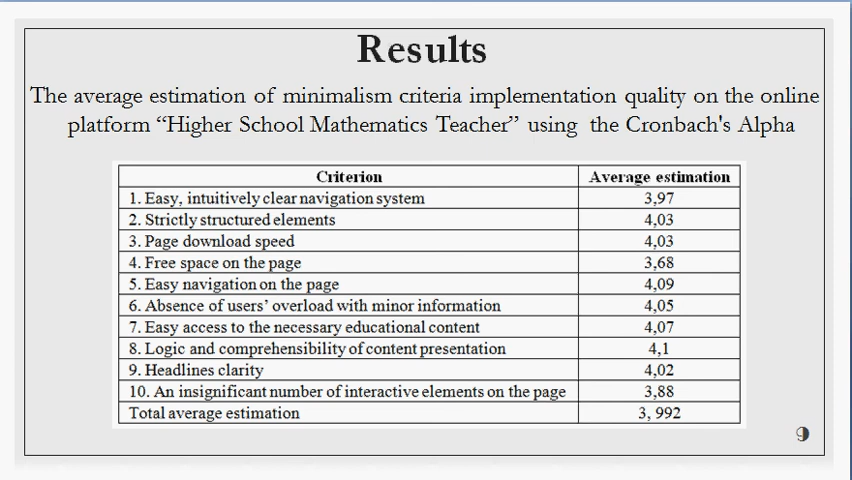 Results
The average estimation of minimalism criteria implementation quality on the online
platform “Higher School Mathematics Teacher” using the Cronbach's Alpha
Criterion Average estimation
1. Easy, intuitively clear navigation system 3,97
2. Strictly structured elements 4,03
3. Page download speed 4,03
4. Free space on the page 3,68
5. Easy navigation on the page 4,09
6. Absence of users’ overload with minor information 4,05
7. Easy access to the necessary educational content 4,07
8. Logic and comprehensibility of content presentation 4,1
9. Headlines clarity 4,02
10. An insignificant number of interactive elements on the page 3,88
Total average estimation 3, 992
9